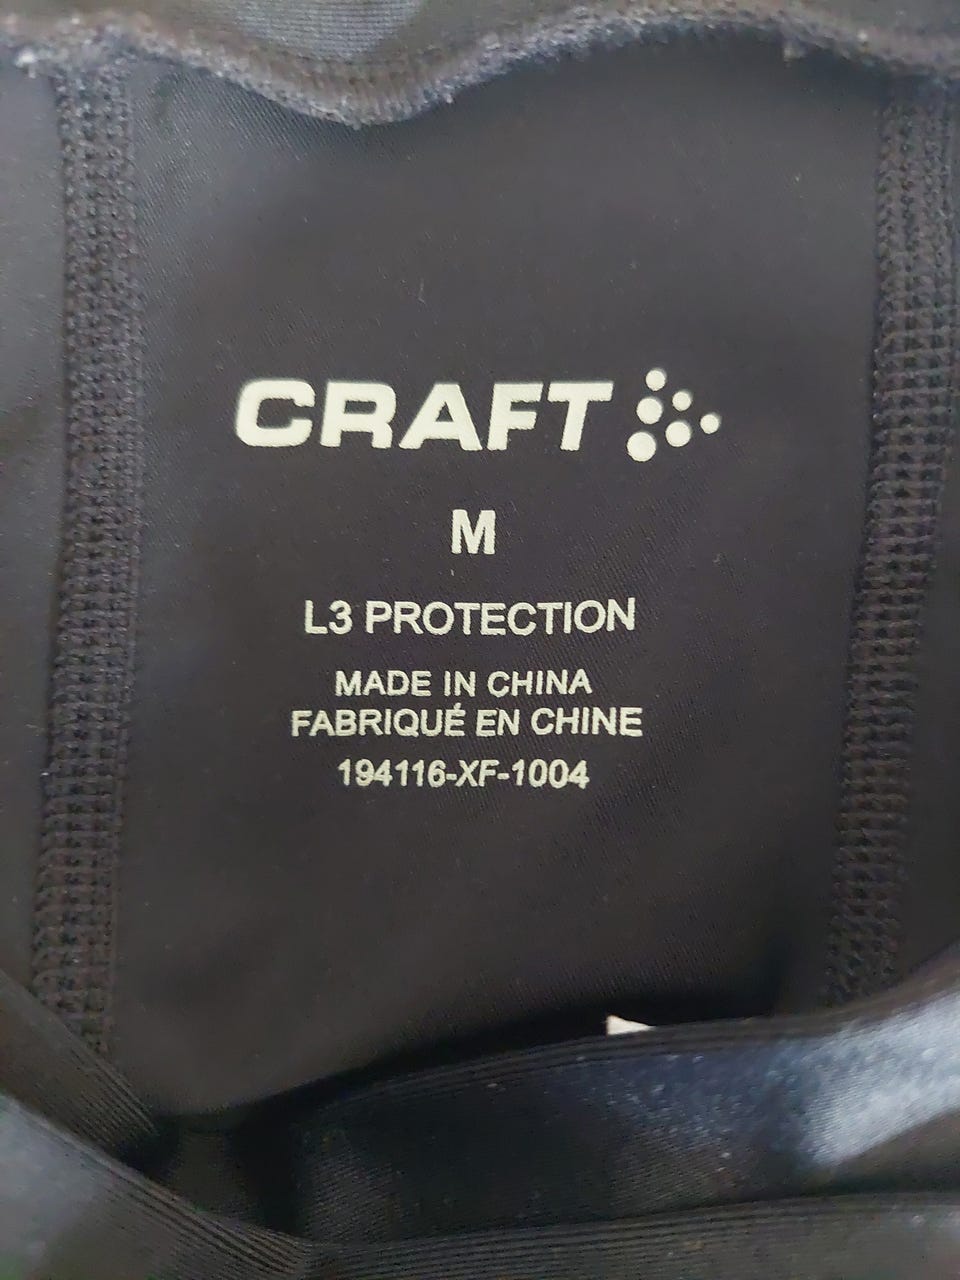 CRAFT
M
L3 PROTECTION
MADE IN CHINA
FABRIQUÉ EN CHINE
194116-XF-1004